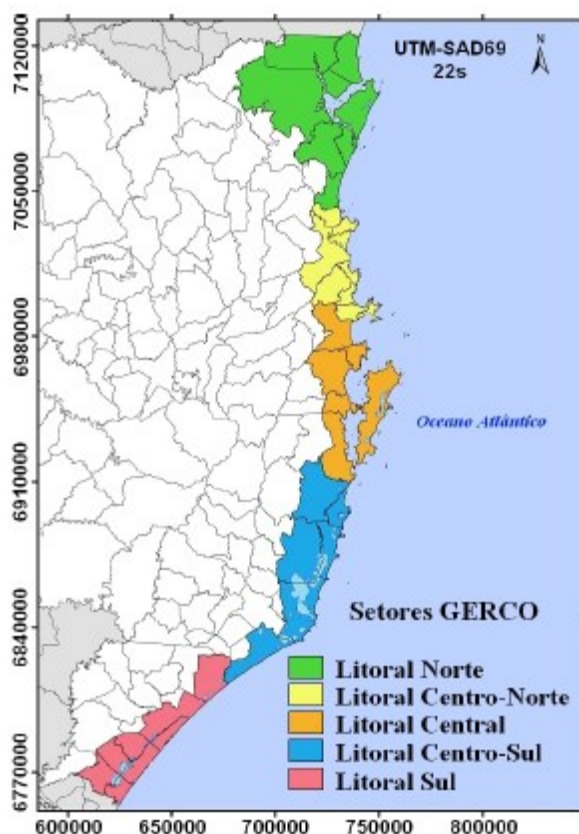 7120000
7050000
6980000
6910000
6840000
6770000
UTM-SAD69
22s
N
Oceano Atlântico
Setores GERCO
Litoral Norte
Litoral Centro-Norte
Litoral Central
Litoral Centro-Sul
Litoral Sul
600000 650000 700000 750000 800000